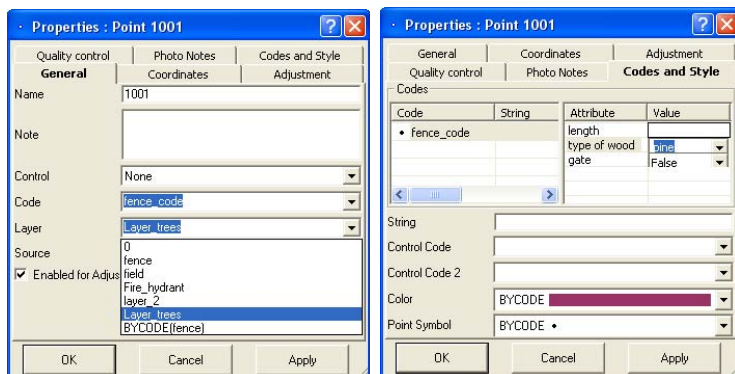 Properties : Point 1001
Quality control Photo Notes Codes and Style
General Coordinates Adjustment
Name 1001
Note
Control None
Code fence_code
Layer Layer_trees
Source
0
fence
Enabled for Adjus field
Fire_hydrant
layer_2
Layer_trees
BYCODE(fence)
OK Cancel Apply
Properties : Point 1001
General Coordinates Adjustment
Quality control Photo Notes Codes and Style
Codes
Code String Attribute Value
fence_code length
type of wood pine
gate False
String
Control Code
Control Code 2
Color BYCODE
Point Symbol BYCODE
OK Cancel Apply